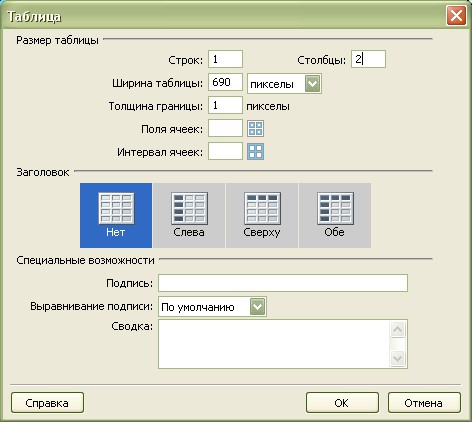 Таблица
Размер таблицы
Строк: 1 Столбцы: 2
Ширина таблицы: 690 пикселы
Толщина границы: 1 пикселы
Поля ячеек:
Интервал ячеек:
Заголовок
Нет Слева Сверху Обе
Специальные возможности
Подпись:
Выравнивание подписи: По умолчанию
Сводка:
Справка OK Отмена